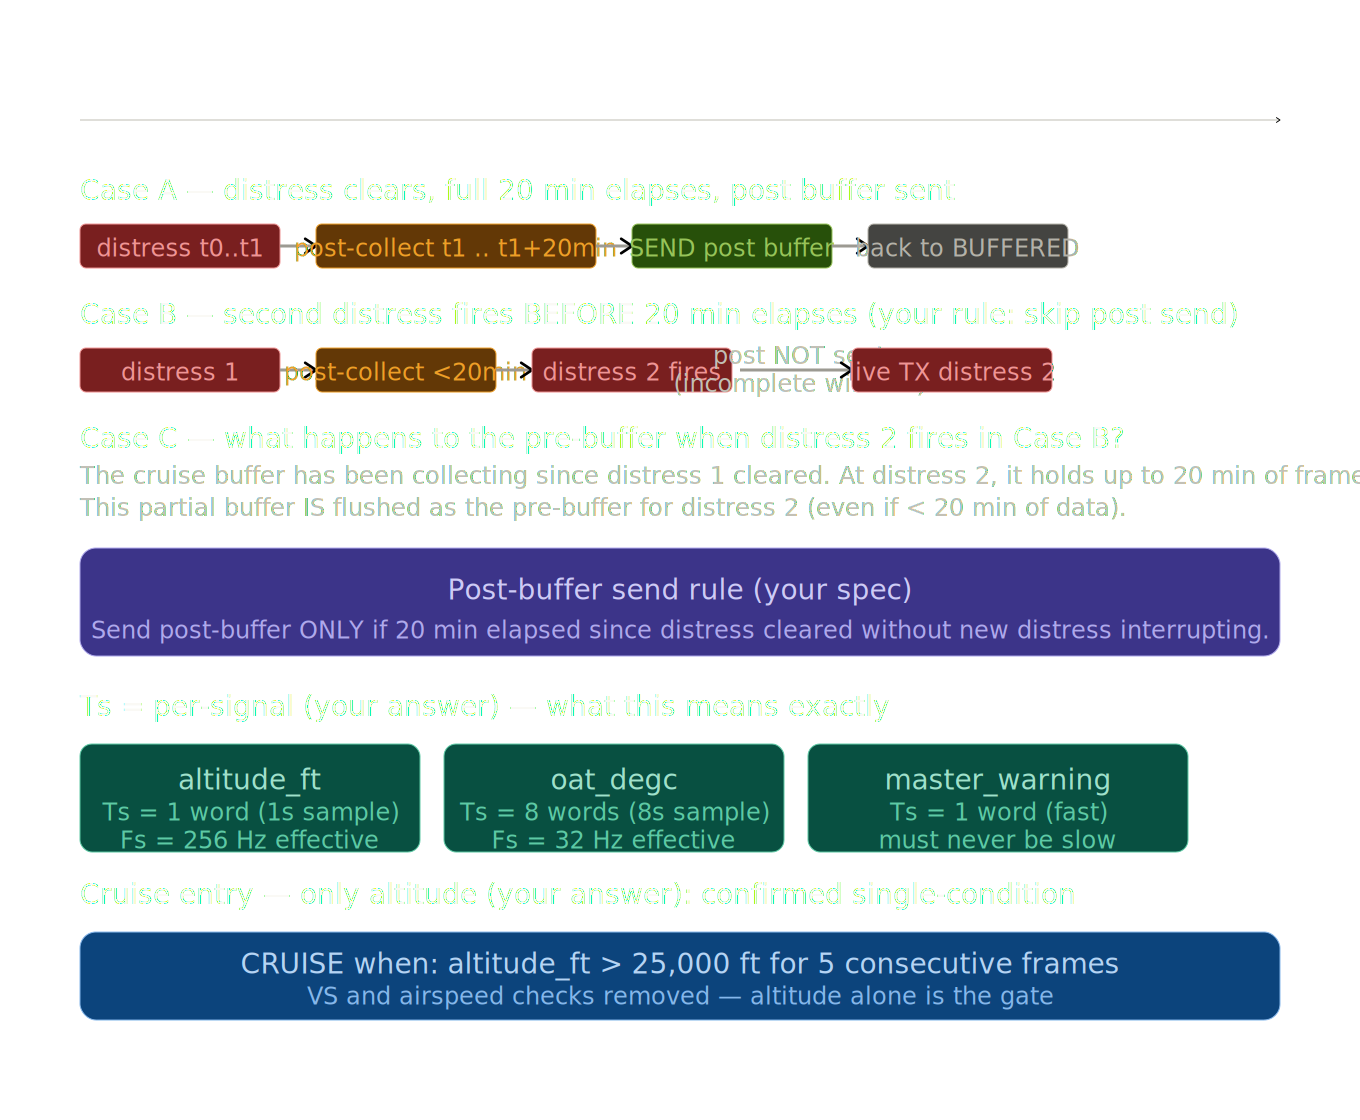 Case A — distress clears, full 20 min elapses, post buffer sent
distress t0..t1
post-collect t1 .. t1+20min
SEND post buffer
back to BUFFERED
Case B — second distress fires BEFORE 20 min elapses (your rule: skip post send)
distress 1
post-collect <20min
distress 2 fires
post NOT
(incomplete
TX distress 2
Case C — what happens to the pre-buffer when distress 2 fires in Case B?
The cruise buffer has been collecting since distress 1 cleared. At distress 2, it holds up to 20 min of frame
This partial buffer IS flushed as the pre-buffer for distress 2 (even if < 20 min of data).
Post-buffer send rule (your spec)
Send post-buffer ONLY if 20 min elapsed since distress cleared without new distress interrupting.
Ts = per-signal (your answer) — what this means exactly
altitude_ft
Ts = 1 word (1s sample)
Fs = 256 Hz effective
oat_degc
Ts = 8 words (8s sample)
Fs = 32 Hz effective
master_warning
Ts = 1 word (fast)
must never be slow
Cruise entry — only altitude (your answer): confirmed single-condition
CRUISE when: altitude_ft > 25,000 ft for 5 consecutive frames
VS and airspeed checks removed — altitude alone is the gate